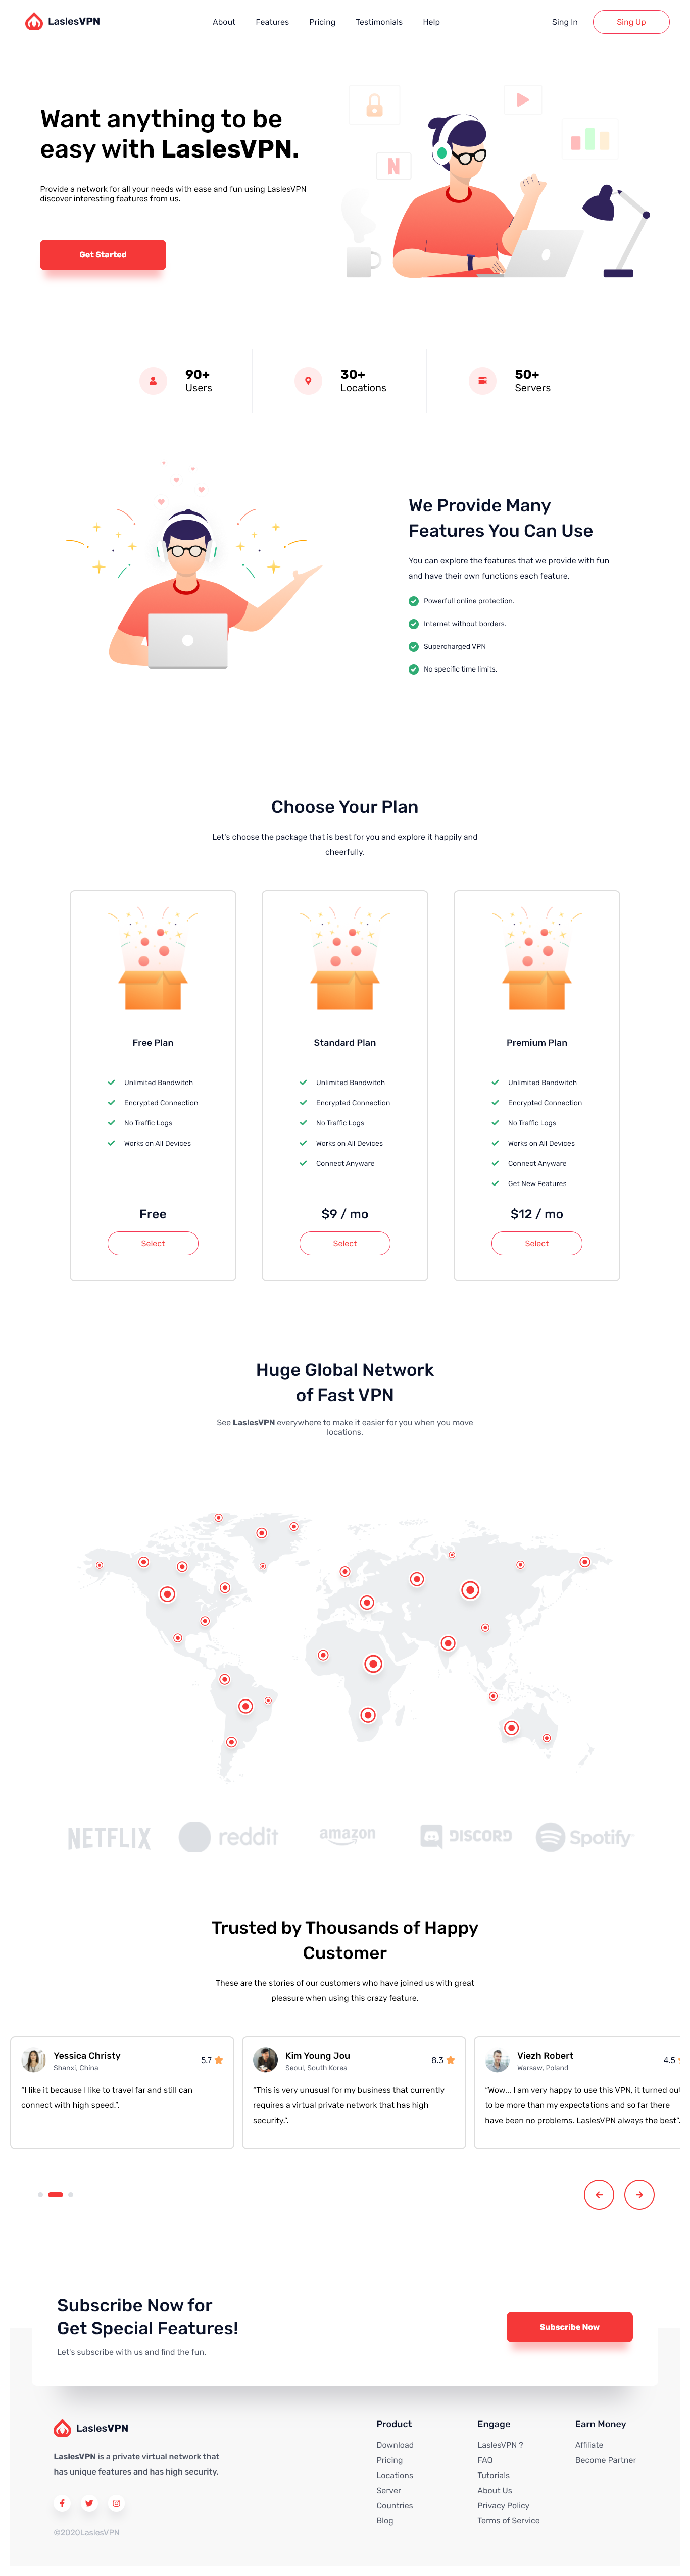 LaslesVPN
About
Features
Pricing
Testimonials
Help
Sing In
Sing Up
Want anything to be
easy with LaslesVPN.
Provide a network for all your needs with ease and fun using LaslesVPN
discover interesting features from us.
Get Started
N
90+
Users
30+
Locations
50+
Servers
We Provide Many
Features You Can Use
You can explore the features that we provide with fun
and have their own functions each feature.
Powerfull online protection.
Internet without borders.
Supercharged VPN
No specific time limits.
Choose Your Plan
Let's choose the package that is best for you and explore it happily and
cheerfully.
Free Plan
Unlimited Bandwitch
Encrypted Connection
No Traffic Logs
Works on All Devices
Free
Select
Standard Plan
Unlimited Bandwitch
Encrypted Connection
No Traffic Logs
Works on All Devices
Connect Anyware
$9 / mo
Select
Premium Plan
Unlimited Bandwitch
Encrypted Connection
No Traffic Logs
Works on All Devices
Connect Anyware
Get New Features
$12 / mo
Select
Huge Global Network
of Fast VPN
See LaslesVPN everywhere to make it easier for you when you move
locations.
NETFLIX
reddit
amazon
DISCORD
Spotify
Trusted by Thousands of Happy
Customer
These are the stories of our customers who have joined us with great
pleasure when using this crazy feature.
Yessica Christy
Shanxi, China
5.7
“I like it because I like to travel far and still can
connect with high speed.”.
Kim Young Jou
Seoul, South Korea
8.3
“This is very unusual for my business that currently
requires a virtual private network that has high
security.”.
Viezh Robert
Warsaw, Poland
4.5
“Wow... I am very happy to use this VPN, it turned out
to be more than my expectations and so far there
have been no problems. LaslesVPN always the best”.
Subscribe Now for
Get Special Features!
Let's subscribe with us and find the fun.
Subscribe Now
LaslesVPN
LaslesVPN is a private virtual network that
has unique features and has high security.
©2020LaslesVPN
Product
Download
Pricing
Locations
Server
Countries
Blog
Engage
LaslesVPN ?
FAQ
Tutorials
About Us
Privacy Policy
Terms of Service
Earn Money
Affiliate
Become Partner